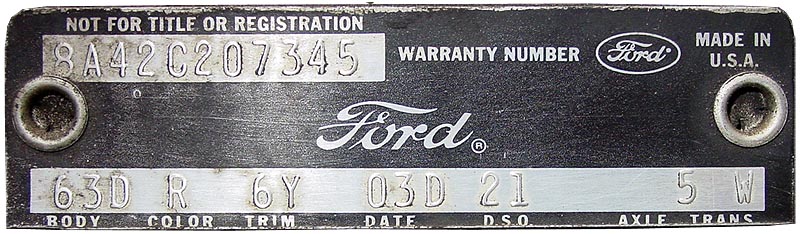 NOT FOR TITLE OR REGISTRATION
8A42C207345 WARRANTY NUMBER Ford MADE IN
U.S.A.
Ford ®
63D R 6Y 03D 21 5 W
BODY COLOR TRIM DATE D.S.O. AXLE TRANS.